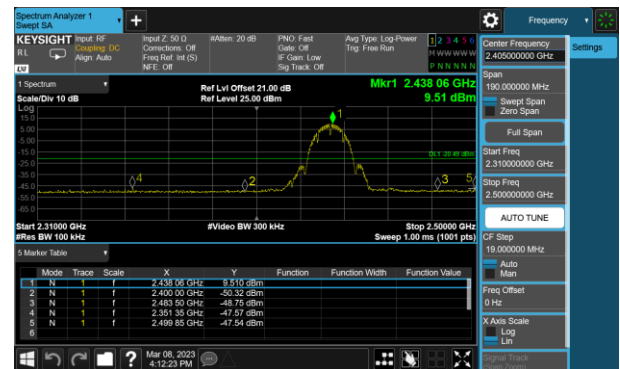 Spectrum Analyzer 1
Swept SA
Frequency
KEYSIGHT
RL
LXI
Input: RF
Coupling: DC
Align: Auto
Input Z: 50 Ω
Corrections: Off
Freq Ref: Int (S)
NFE: Off
#Atten: 20 dB
PNO: Fast
Gate: Off
IF Gain: Low
Sig Track: Off
Avg Type: Log-Power
Trig: Free Run
1 2 3 4 5 6
M W W W W W
P N N N N N
1 Spectrum
Scale/Div 10 dB
Ref Lvl Offset 21.00 dB
Ref Level 25.00 dBm
Mkr1 2.438 06 GHz
9.51 dBm
Log
15.0
5.00
-5.00
-15.0
-25.0
-35.0
-45.0
-55.0
-65.0
1
DL1 -20.49 dBm
4
2
3
5
Start 2.31000 GHz
#Res BW 100 kHz
#Video BW 300 kHz
Stop 2.50000 GHz
Sweep 1.00 ms (1001 pts)
5 Marker Table
Mode Trace Scale X Y Function Function Width Function Value
1 N 1 f 2.438 06 GHz 9.510 dBm
2 N 1 f 2.400 00 GHz -50.32 dBm
3 N 1 f 2.483 50 GHz -48.75 dBm
4 N 1 f 2.351 35 GHz -47.57 dBm
5 N 1 f 2.499 85 GHz -47.54 dBm
6
Mar 08, 2023
4:12:23 PM
Center Frequency
2.405000000 GHz
Settings
Span
190.000000 MHz
Swept Span
Zero Span
Full Span
Start Freq
2.310000000 GHz
Stop Freq
2.500000000 GHz
AUTO TUNE
CF Step
19.000000 MHz
Auto
Man
Freq Offset
0 Hz
X Axis Scale
Log
Lin
Signal Track
(Span Zoom)